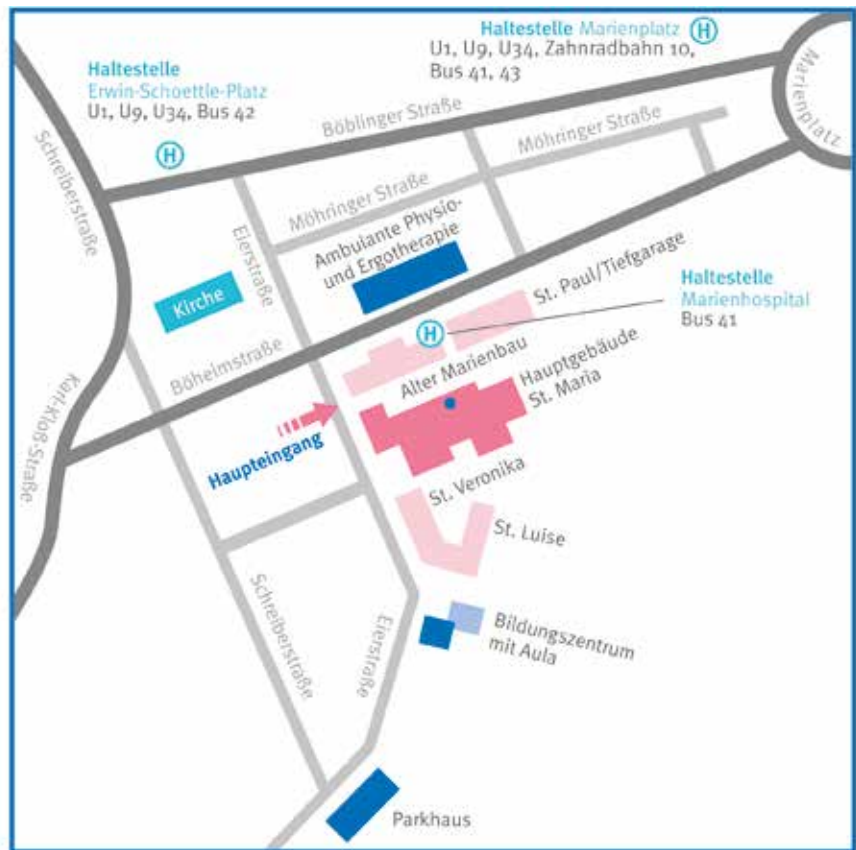 Haltestelle Marienplatz H
U1, U9, U34, Zahnradbahn 10,
Bus 41, 43
Marienplatz
Haltestelle
Erwin-Schoettle-Platz
U1, U9, U34, Bus 42
H
Böblinger Straße
Möhringer Straße
Möhringer Straße
Schreiberstraße
Eierstraße
Ambulante Physio-
und Ergotherapie
Kirche
St. Paul/Tiefgarage
Haltestelle
Marienhospital
Bus 41
H
Böheimstraße
Alter Marienbau
Hauptgebäude
St. Maria
Karl-Kloß-Straße
Haupteingang
St. Veronika
St. Luise
Schreiberstraße
Eierstraße
Bildungszentrum
mit Aula
Parkhaus